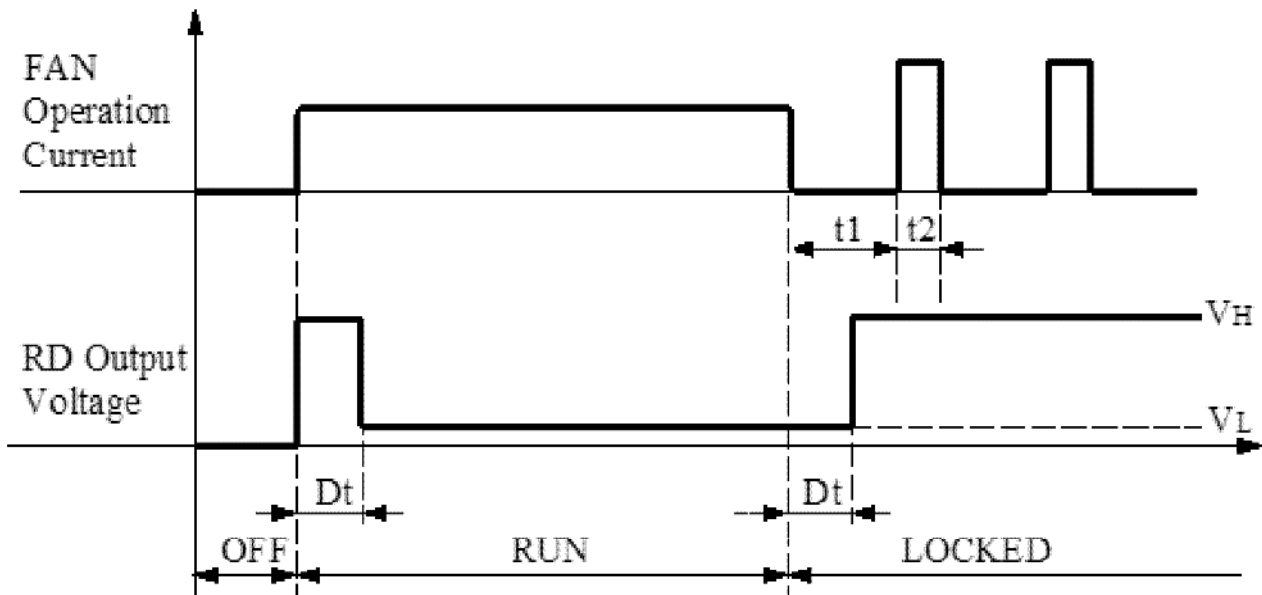 FAN
Operation
Current
t1
t2
VH
RD Output
Voltage
VL
Dt
Dt
OFF
RUN
LOCKED